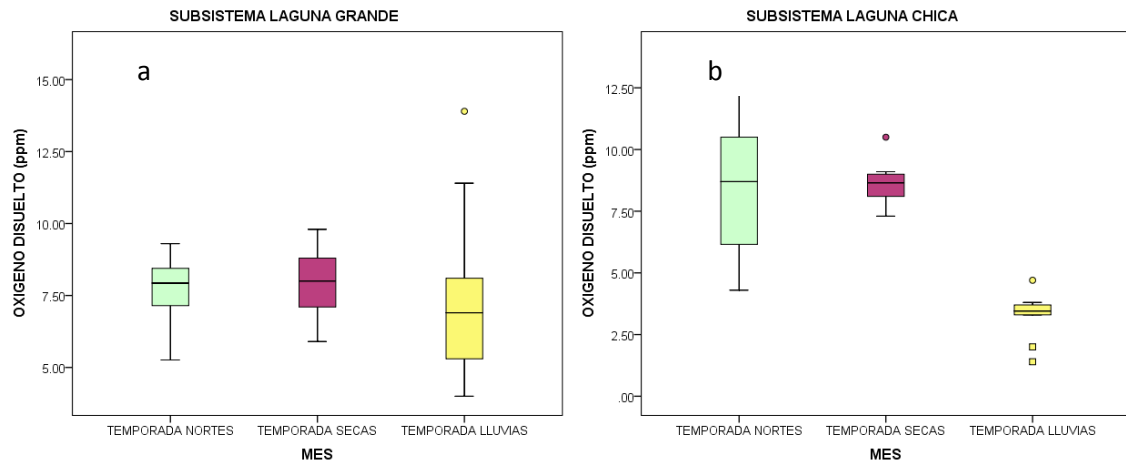 SUBSISTEMA LAGUNA GRANDE
a
OXIGENO DISUELTO (ppm)
15.00
12.50
10.00
7.50
5.00
TEMPORADA NORTES
TEMPORADA SECAS
TEMPORADA LLUVIAS
MES
SUBSISTEMA LAGUNA CHICA
b
OXIGENO DISUELTO (ppm)
12.50
10.00
7.50
5.00
2.50
.00
TEMPORADA NORTES
TEMPORADA SECAS
TEMPORADA LLUVIAS
MES